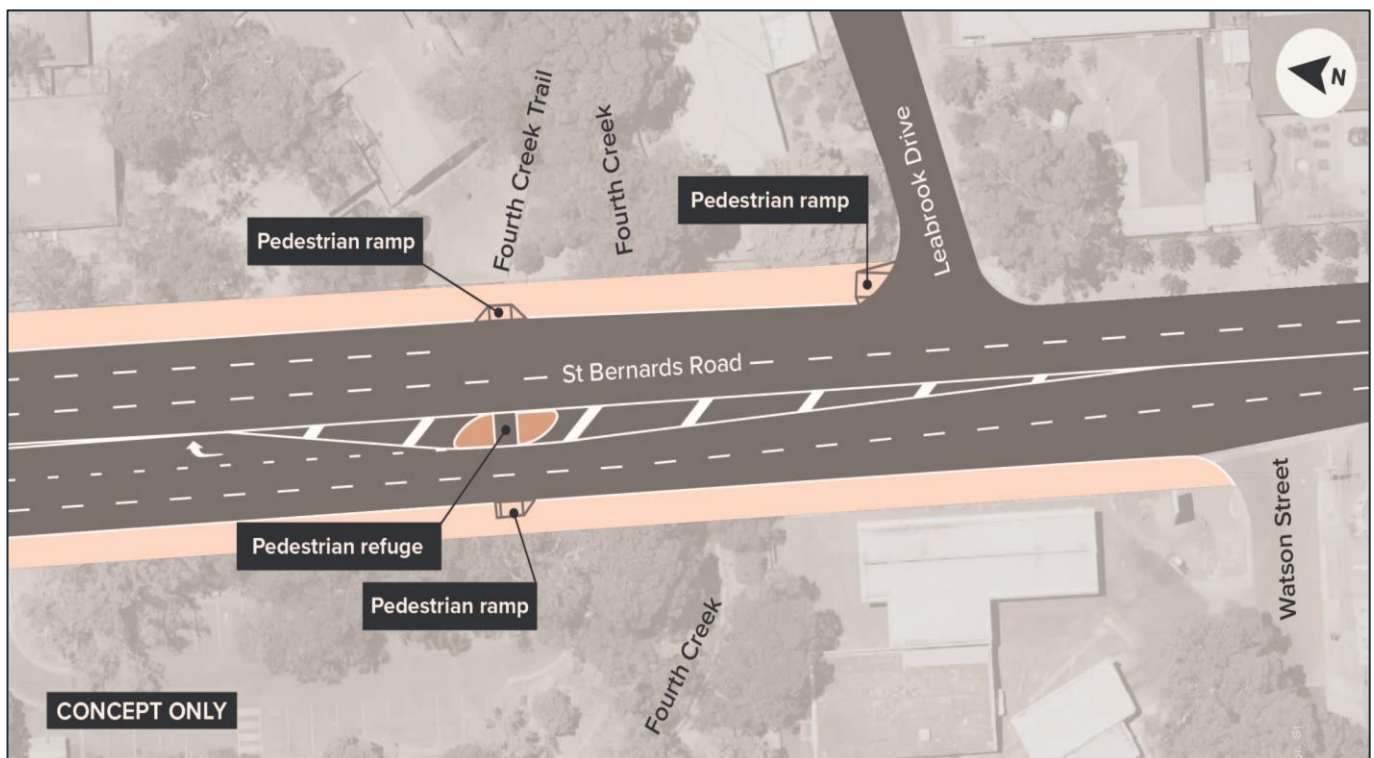 N
Fourth Creek Trail
Fourth Creek
Leabrook Drive
Pedestrian ramp
Pedestrian ramp
St Bernards Road
Pedestrian refuge
Pedestrian ramp
Fourth Creek
Watson Street
CONCEPT ONLY